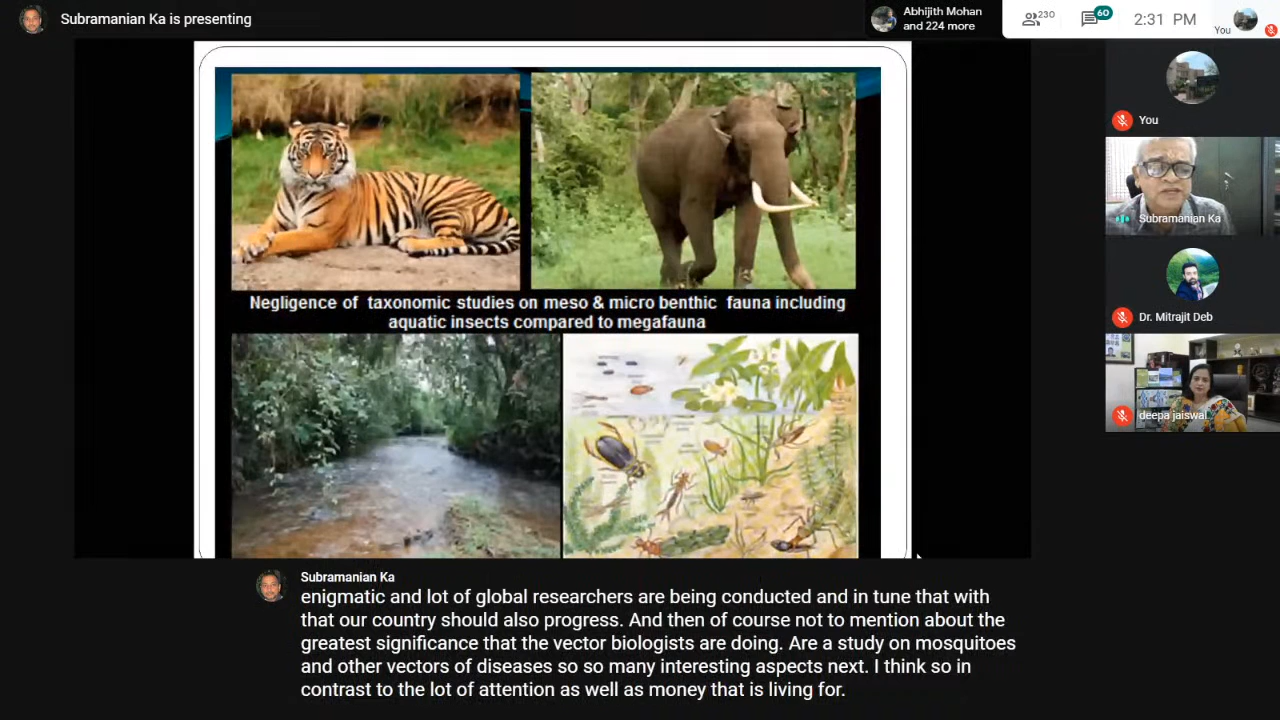 Subramanian Ka is presenting
Abhijith Mohan
and 224 more
230
60
2:31 PM
You
You
Subramanian Ka
Dr. Mitrajit Deb
deepa jaiswal
Negligence of taxonomic studies on meso & micro benthic fauna including
aquatic insects compared to megafauna
Subramanian Ka
enigmatic and lot of global researchers are being conducted and in tune that with
that our country should also progress. And then of course not to mention about the
greatest significance that the vector biologists are doing. Are a study on mosquitoes
and other vectors of diseases so so many interesting aspects next. I think so in
contrast to the lot of attention as well as money that is living for.